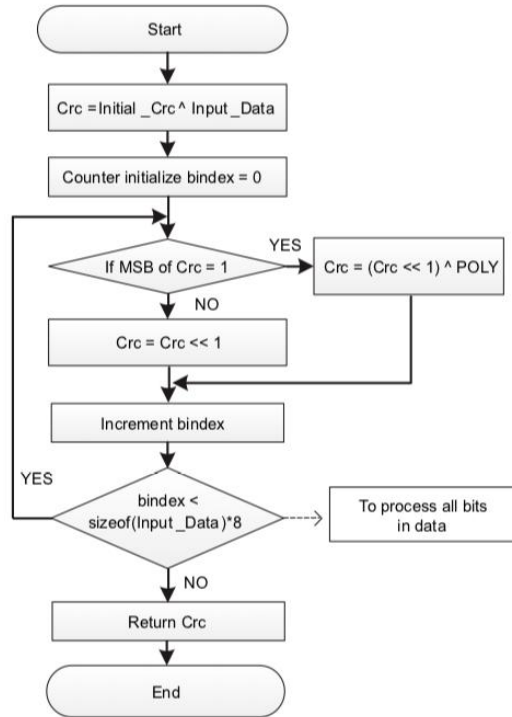 Start
Crc =Initial _Crc^ Input _Data
Counter initialize bindex = 0
If MSB of Crc = 1
YES
Crc = (Crc << 1) ^ POLY
NO
Crc = Crc << 1
Increment bindex
YES
bindex <
sizeof(Input _Data)*8
To process all bits
in data
NO
Return Crc
End